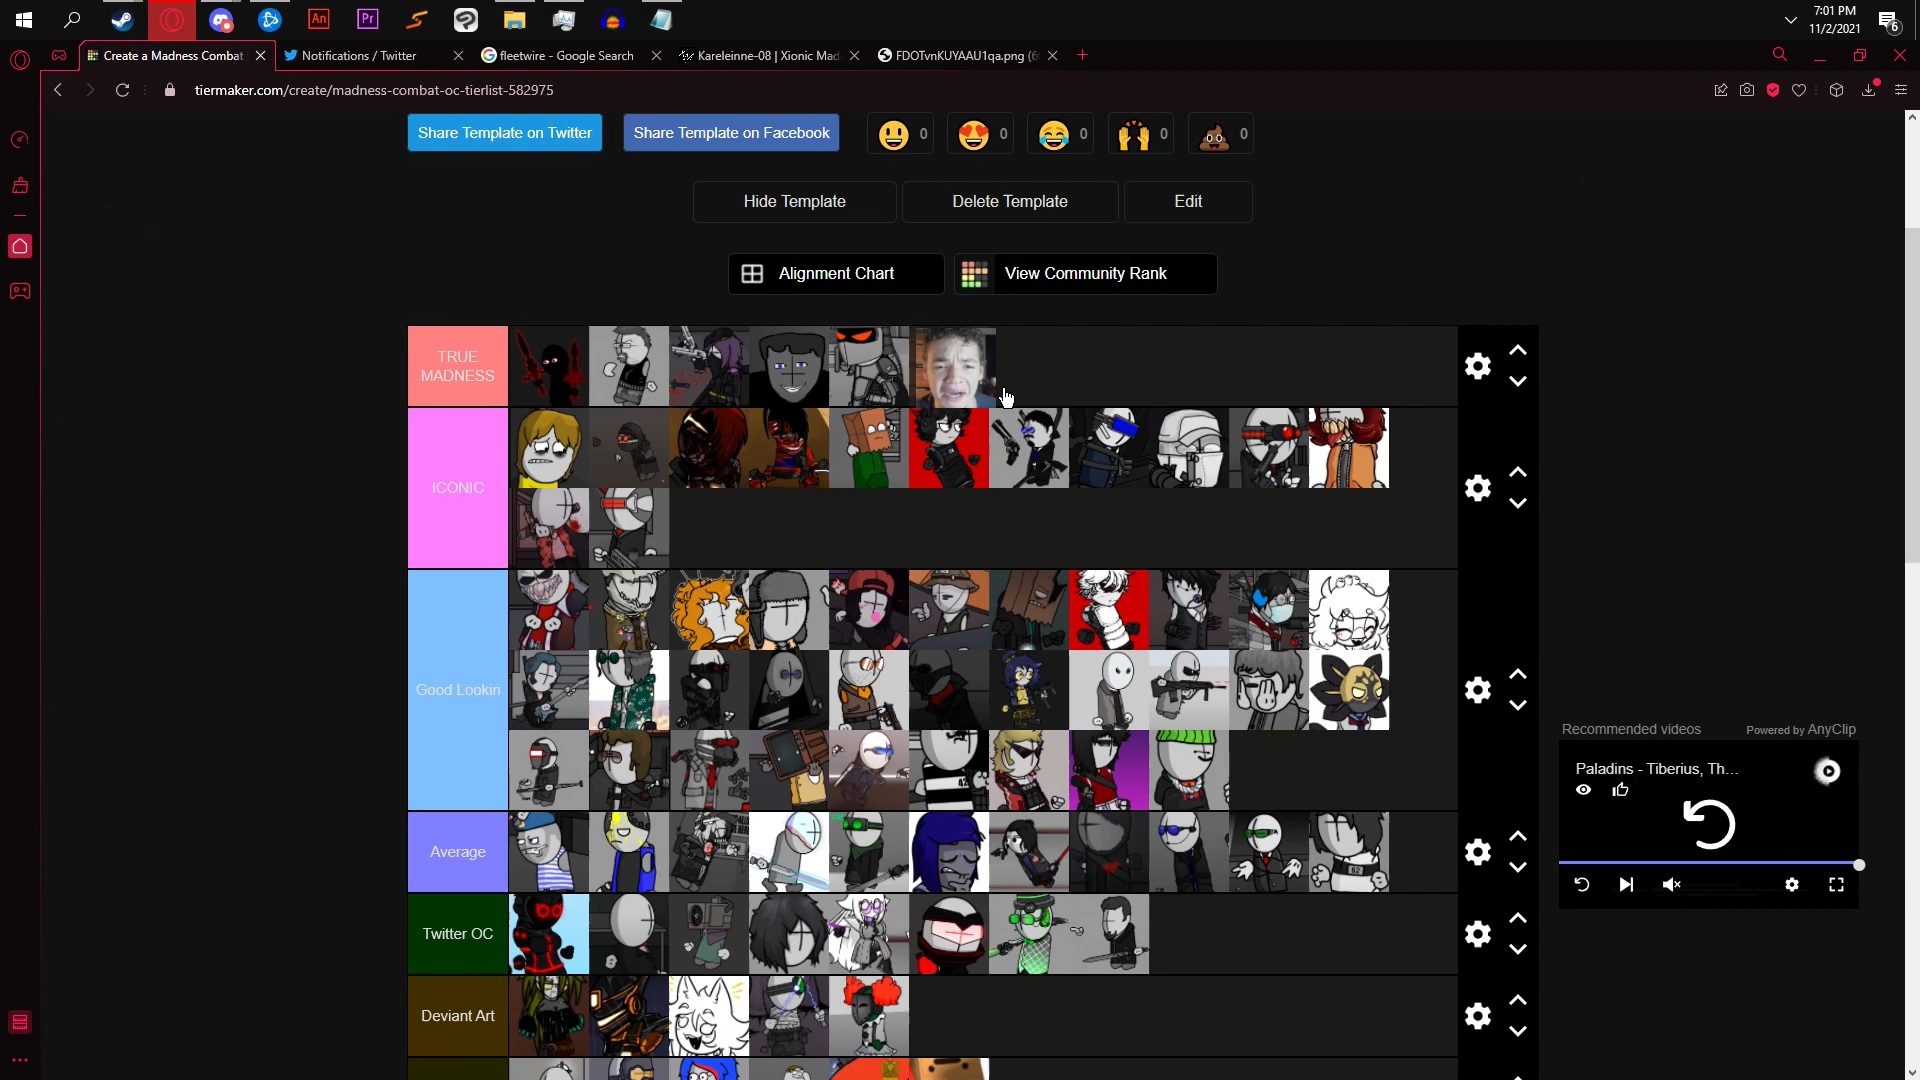 7:01 PM
11/2/2021
6
Create a Madness Combat
Notifications / Twitter
fleetwire - Google Search
Kareleinne-08 | Xionic Mad
FDOTvnKUYAAU1qa.png (6
tiermaker.com/create/madness-combat-oc-tierlist-582975
Share Template on Twitter
Share Template on Facebook
0
0
0
0
0
Hide Template
Delete Template
Edit
Alignment Chart
View Community Rank
TRUE
MADNESS
ICONIC
Good Lookin
Average
Twitter OC
Deviant Art
Recommended videos
Powered by AnyClip
Paladins - Tiberius, Th...